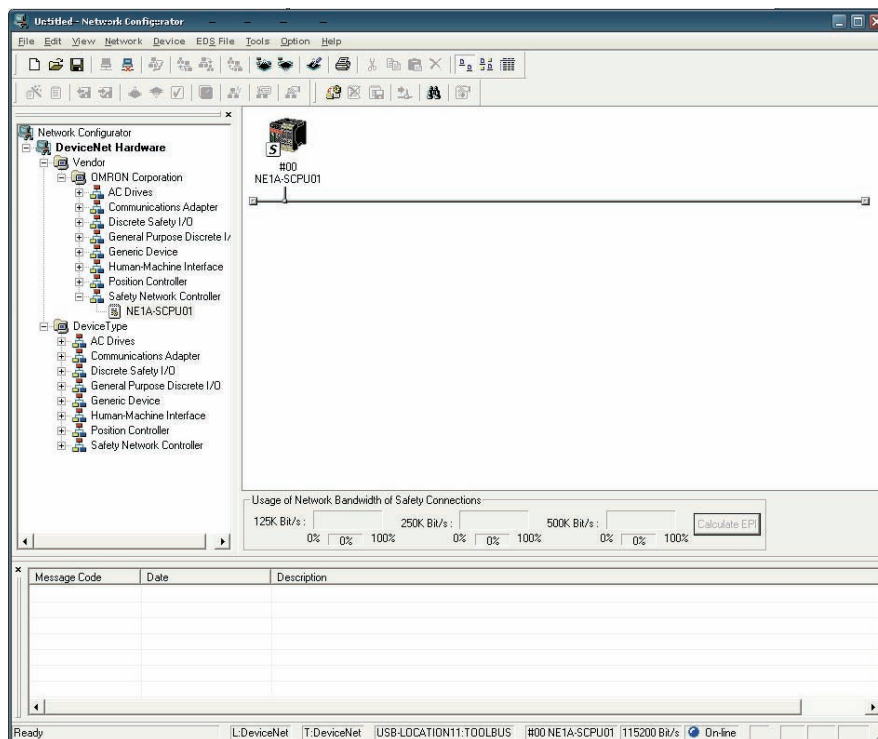 Untitled - Network Configurator
File Edit View Network Device EDS File Tools Option Help
Network Configurator
DeviceNet Hardware
Vendor
OMRON Corporation
AC Drives
Communications Adapter
Discrete Safety I/O
General Purpose Discrete I/
Generic Device
Human-Machine Interface
Position Controller
Safety Network Controller
NE1A-SCPU01
DeviceType
AC Drives
Communications Adapter
Discrete Safety I/O
General Purpose Discrete I/O
Generic Device
Human-Machine Interface
Position Controller
Safety Network Controller
S
#00
NE1A-SCPU01
Usage of Network Bandwidth of Safety Connections
125K Bit/s : 250K Bit/s : 500K Bit/s : Calculate EPI
0% 0% 100% 0% 0% 100% 0% 0% 100%
Message Code Date Description
Ready L:DeviceNet T:DeviceNet USB-LOCATION11:TOOLBUS #00 NE1A-SCPU01 115200 Bit/s On-line